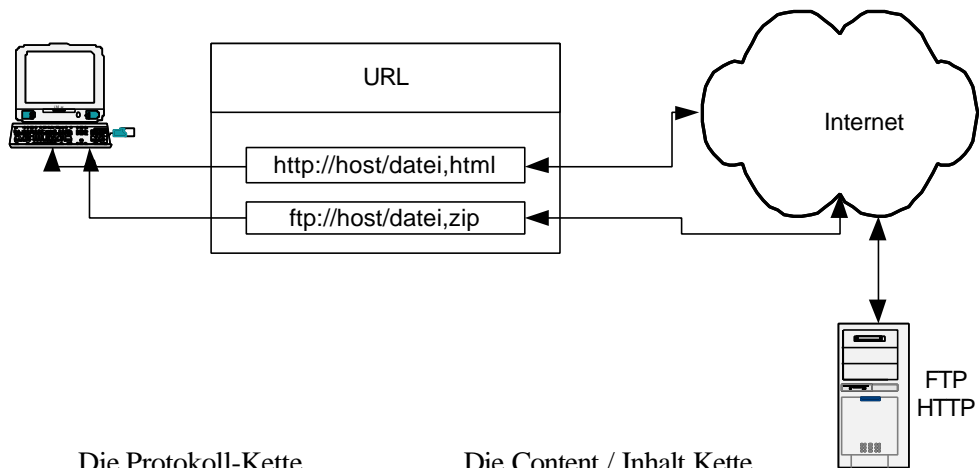 URL
Internet
http://host/datei,html
ftp://host/datei,zip
FTP
HTTP
Die Protokoll-Kette
Die Content / Inhalt Kette